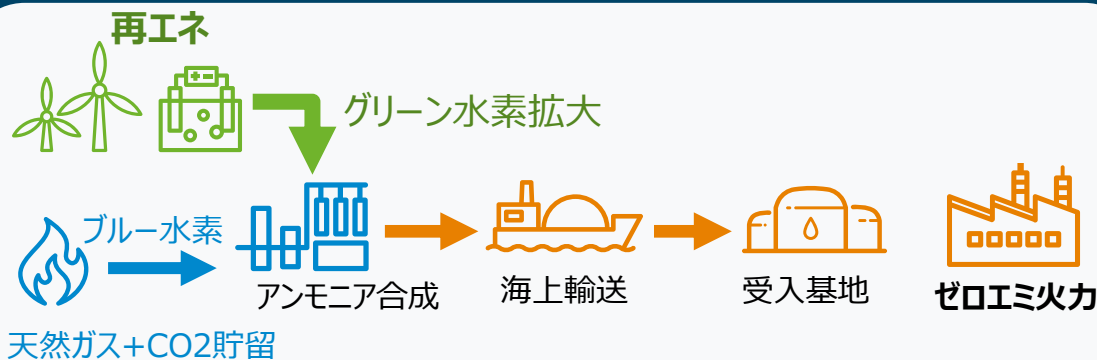 再エネ
グリーン水素拡大
ブルー水素
アンモニア合成
海上輸送
受入基地
ゼロエミ火力
天然ガス+CO2貯留